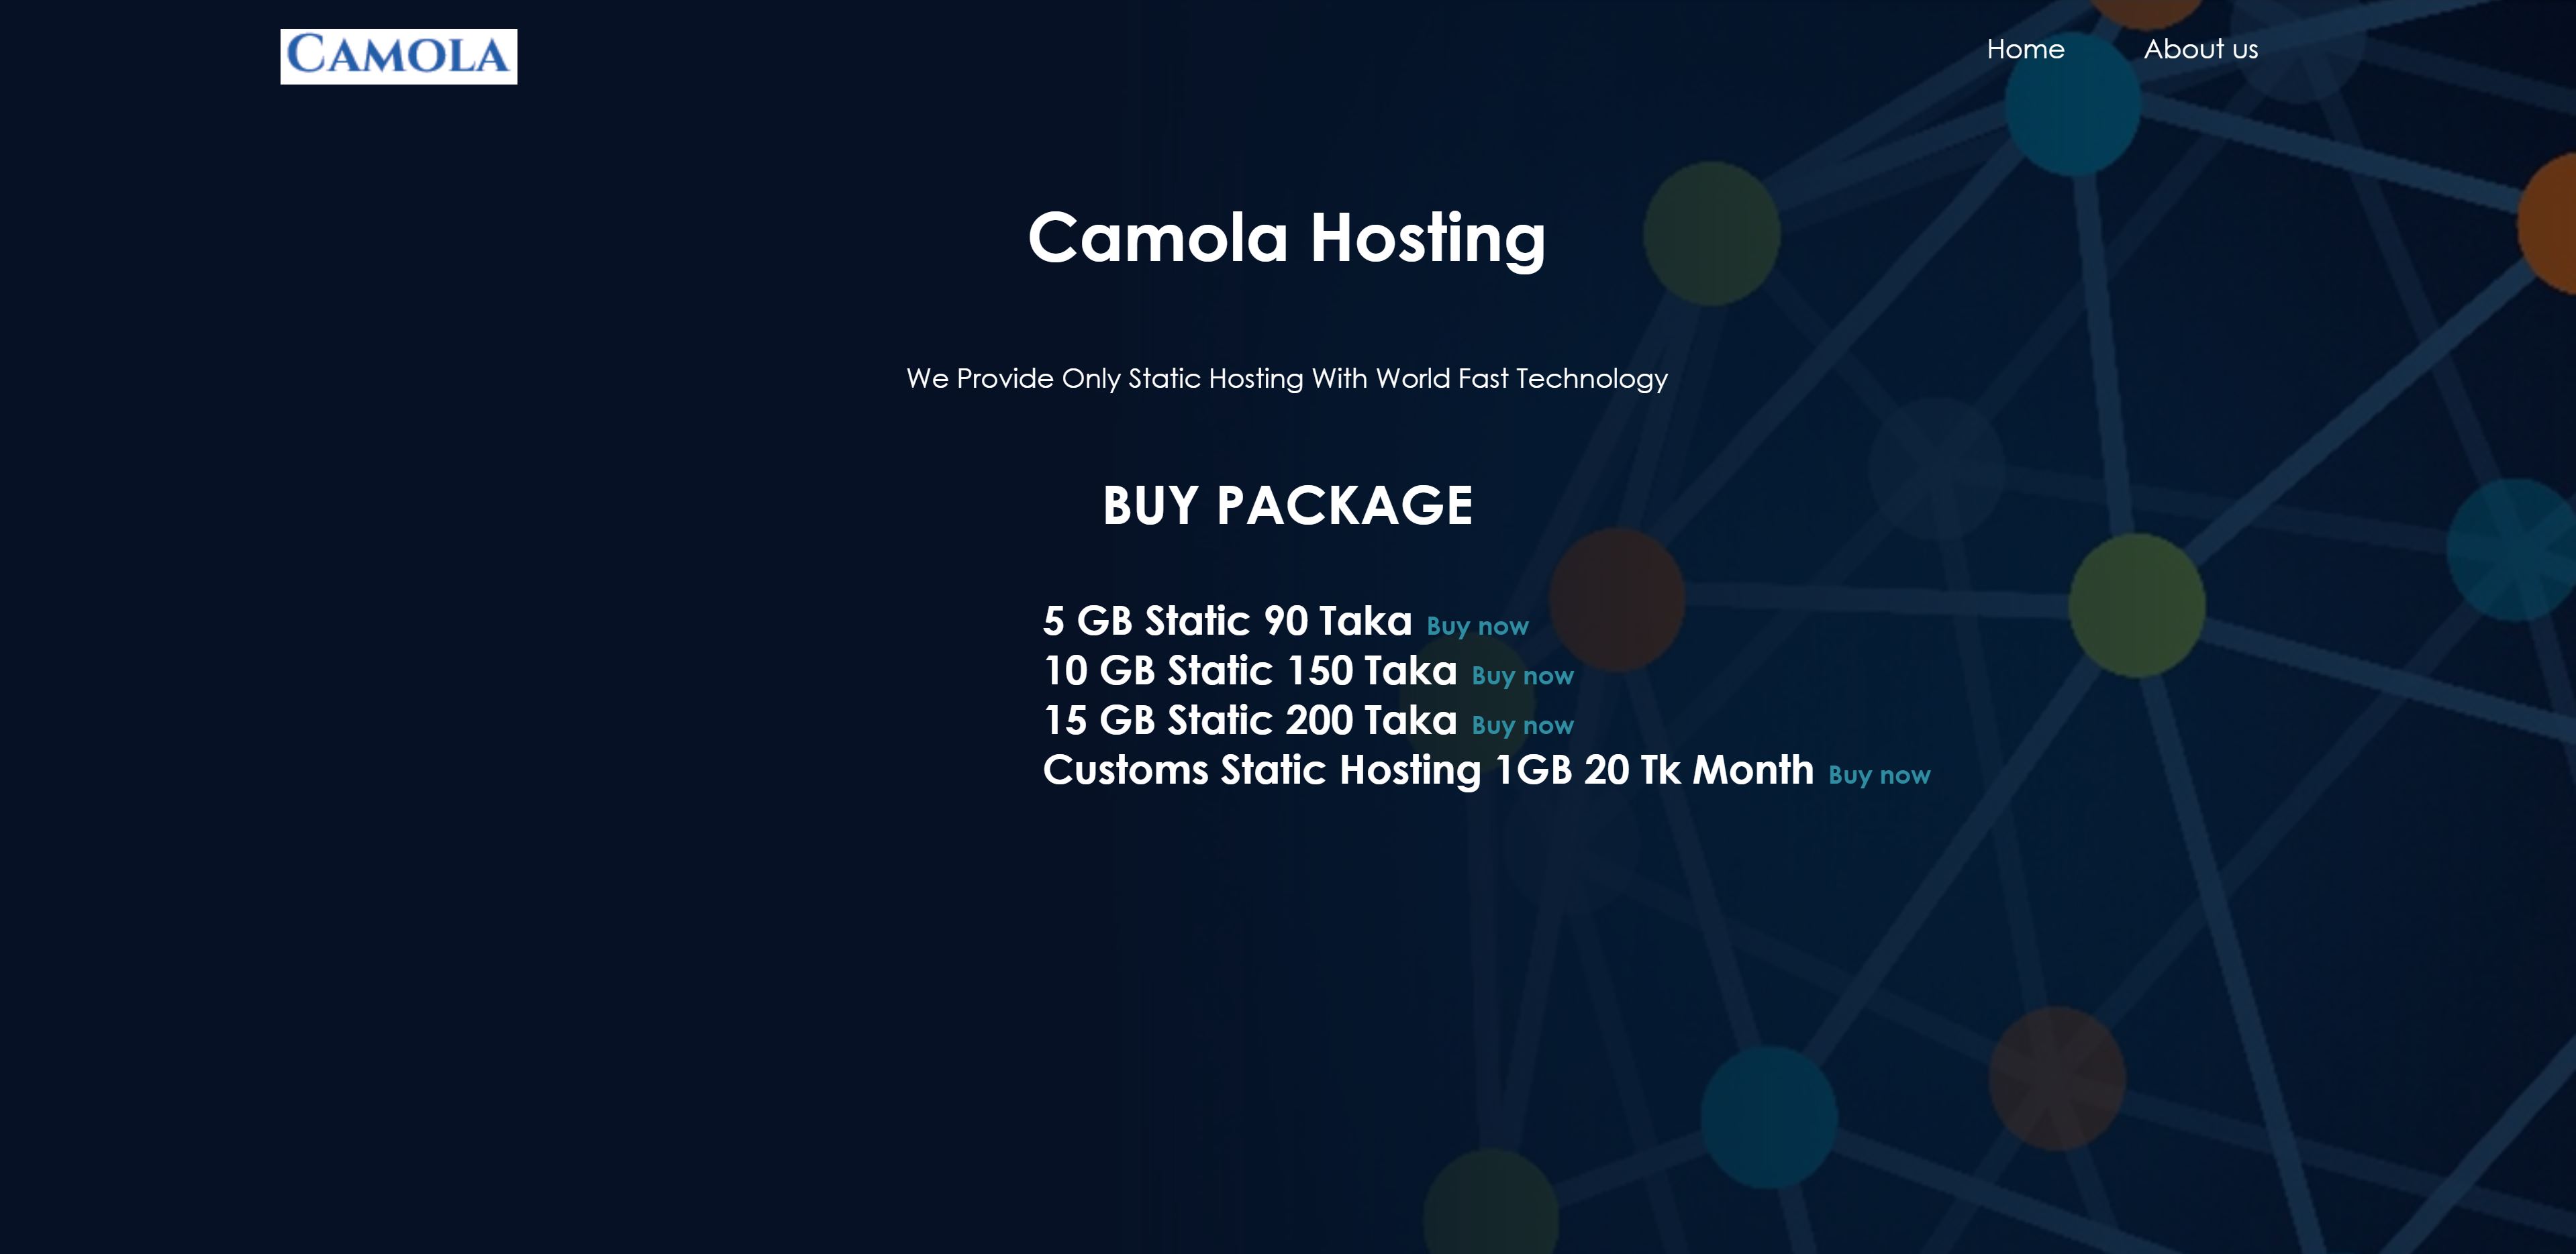 CAMOLA
Home About us
Camola Hosting
We Provide Only Static Hosting With World Fast Technology
BUY PACKAGE
5 GB Static 90 Taka Buy now
10 GB Static 150 Taka Buy now
15 GB Static 200 Taka Buy now
Customs Static Hosting 1GB 20 Tk Month Buy now